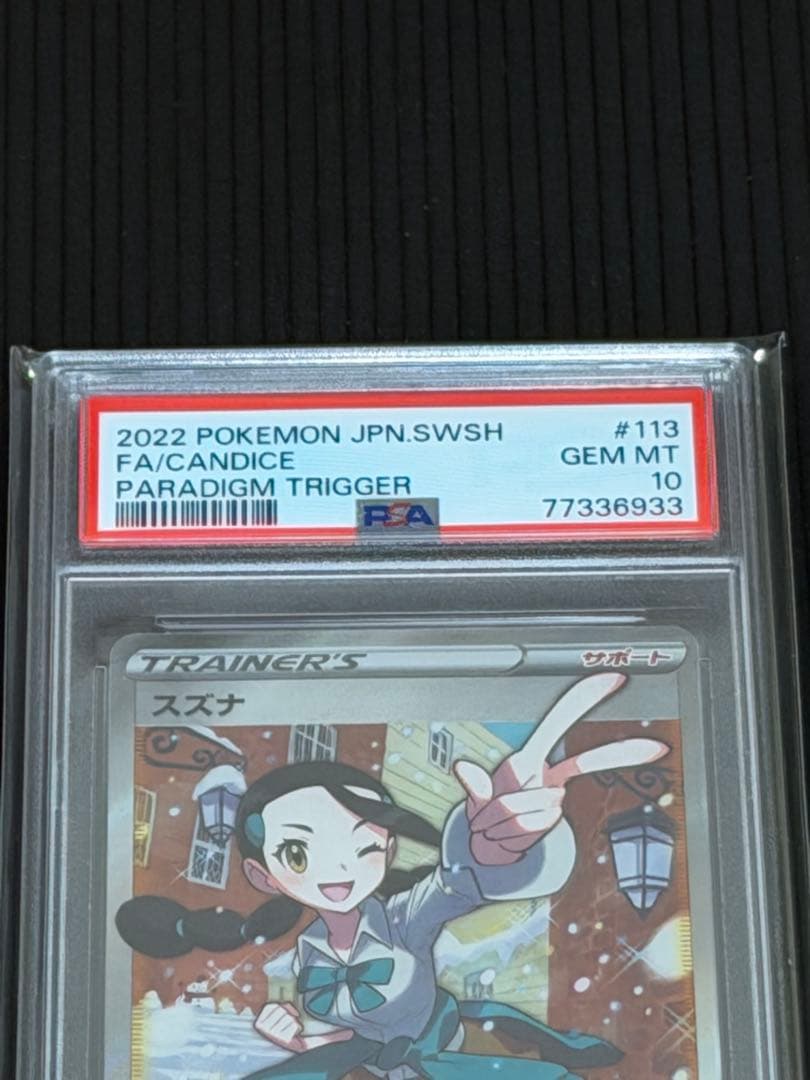 2022 POKEMON JPN.SWSH #113
FA/CANDICE GEM MT
PARADIGM TRIGGER 10
PSA 77336933
TRAINER'S サポート
スズナ